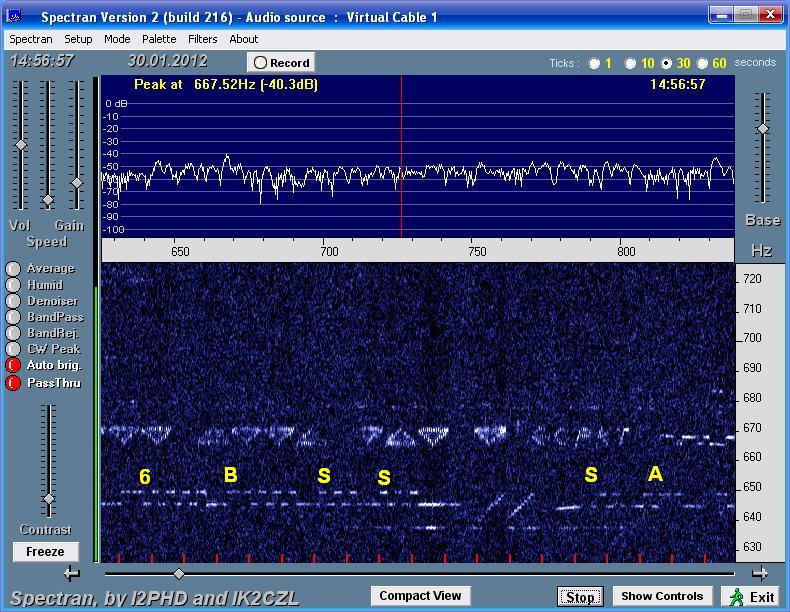 Spectran Version 2 (build 216) - Audio source : Virtual Cable 1
Spectran Setup Mode Palette Filters About
14:56:57 30.01.2012 Record Ticks : 1 10 30 60 seconds
Peak at 667.52Hz (-40.3dB) 14:56:57
0 dB
-10
-20
-30
-40
-50
-60
-70
-80
-90
-100
Vol Gain
Speed
Base
650 700 750 800 Hz
Average
Humid
Denoiser
BandPass
BandRej.
CW Peak
Auto brig.
PassThru
720
710
700
690
680
670
660
650
640
630
6 B S S S A
Contrast
Freeze
Spectran, by I2PHD and IK2CZL
Compact View Stop Show Controls Exit